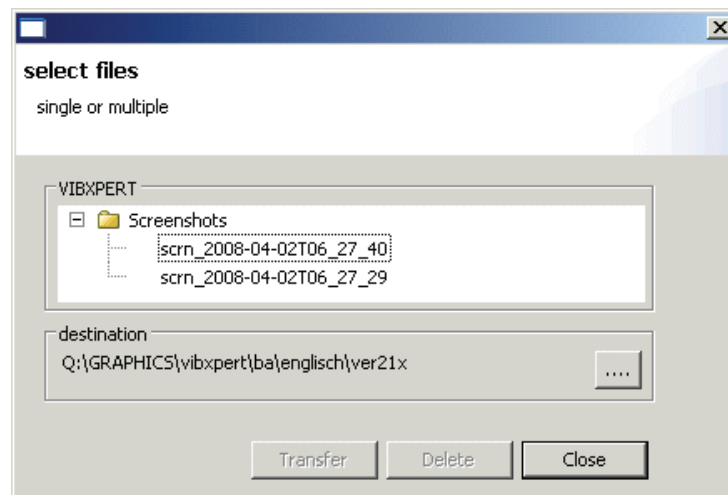 select files
single or multiple
VIBXPERT
Screenshots
scrn_2008-04-02T06_27_40
scrn_2008-04-02T06_27_29
destination
Q:\GRAPHICS\vibxpert\ba\englisch\ver21x
....
Transfer
Delete
Close